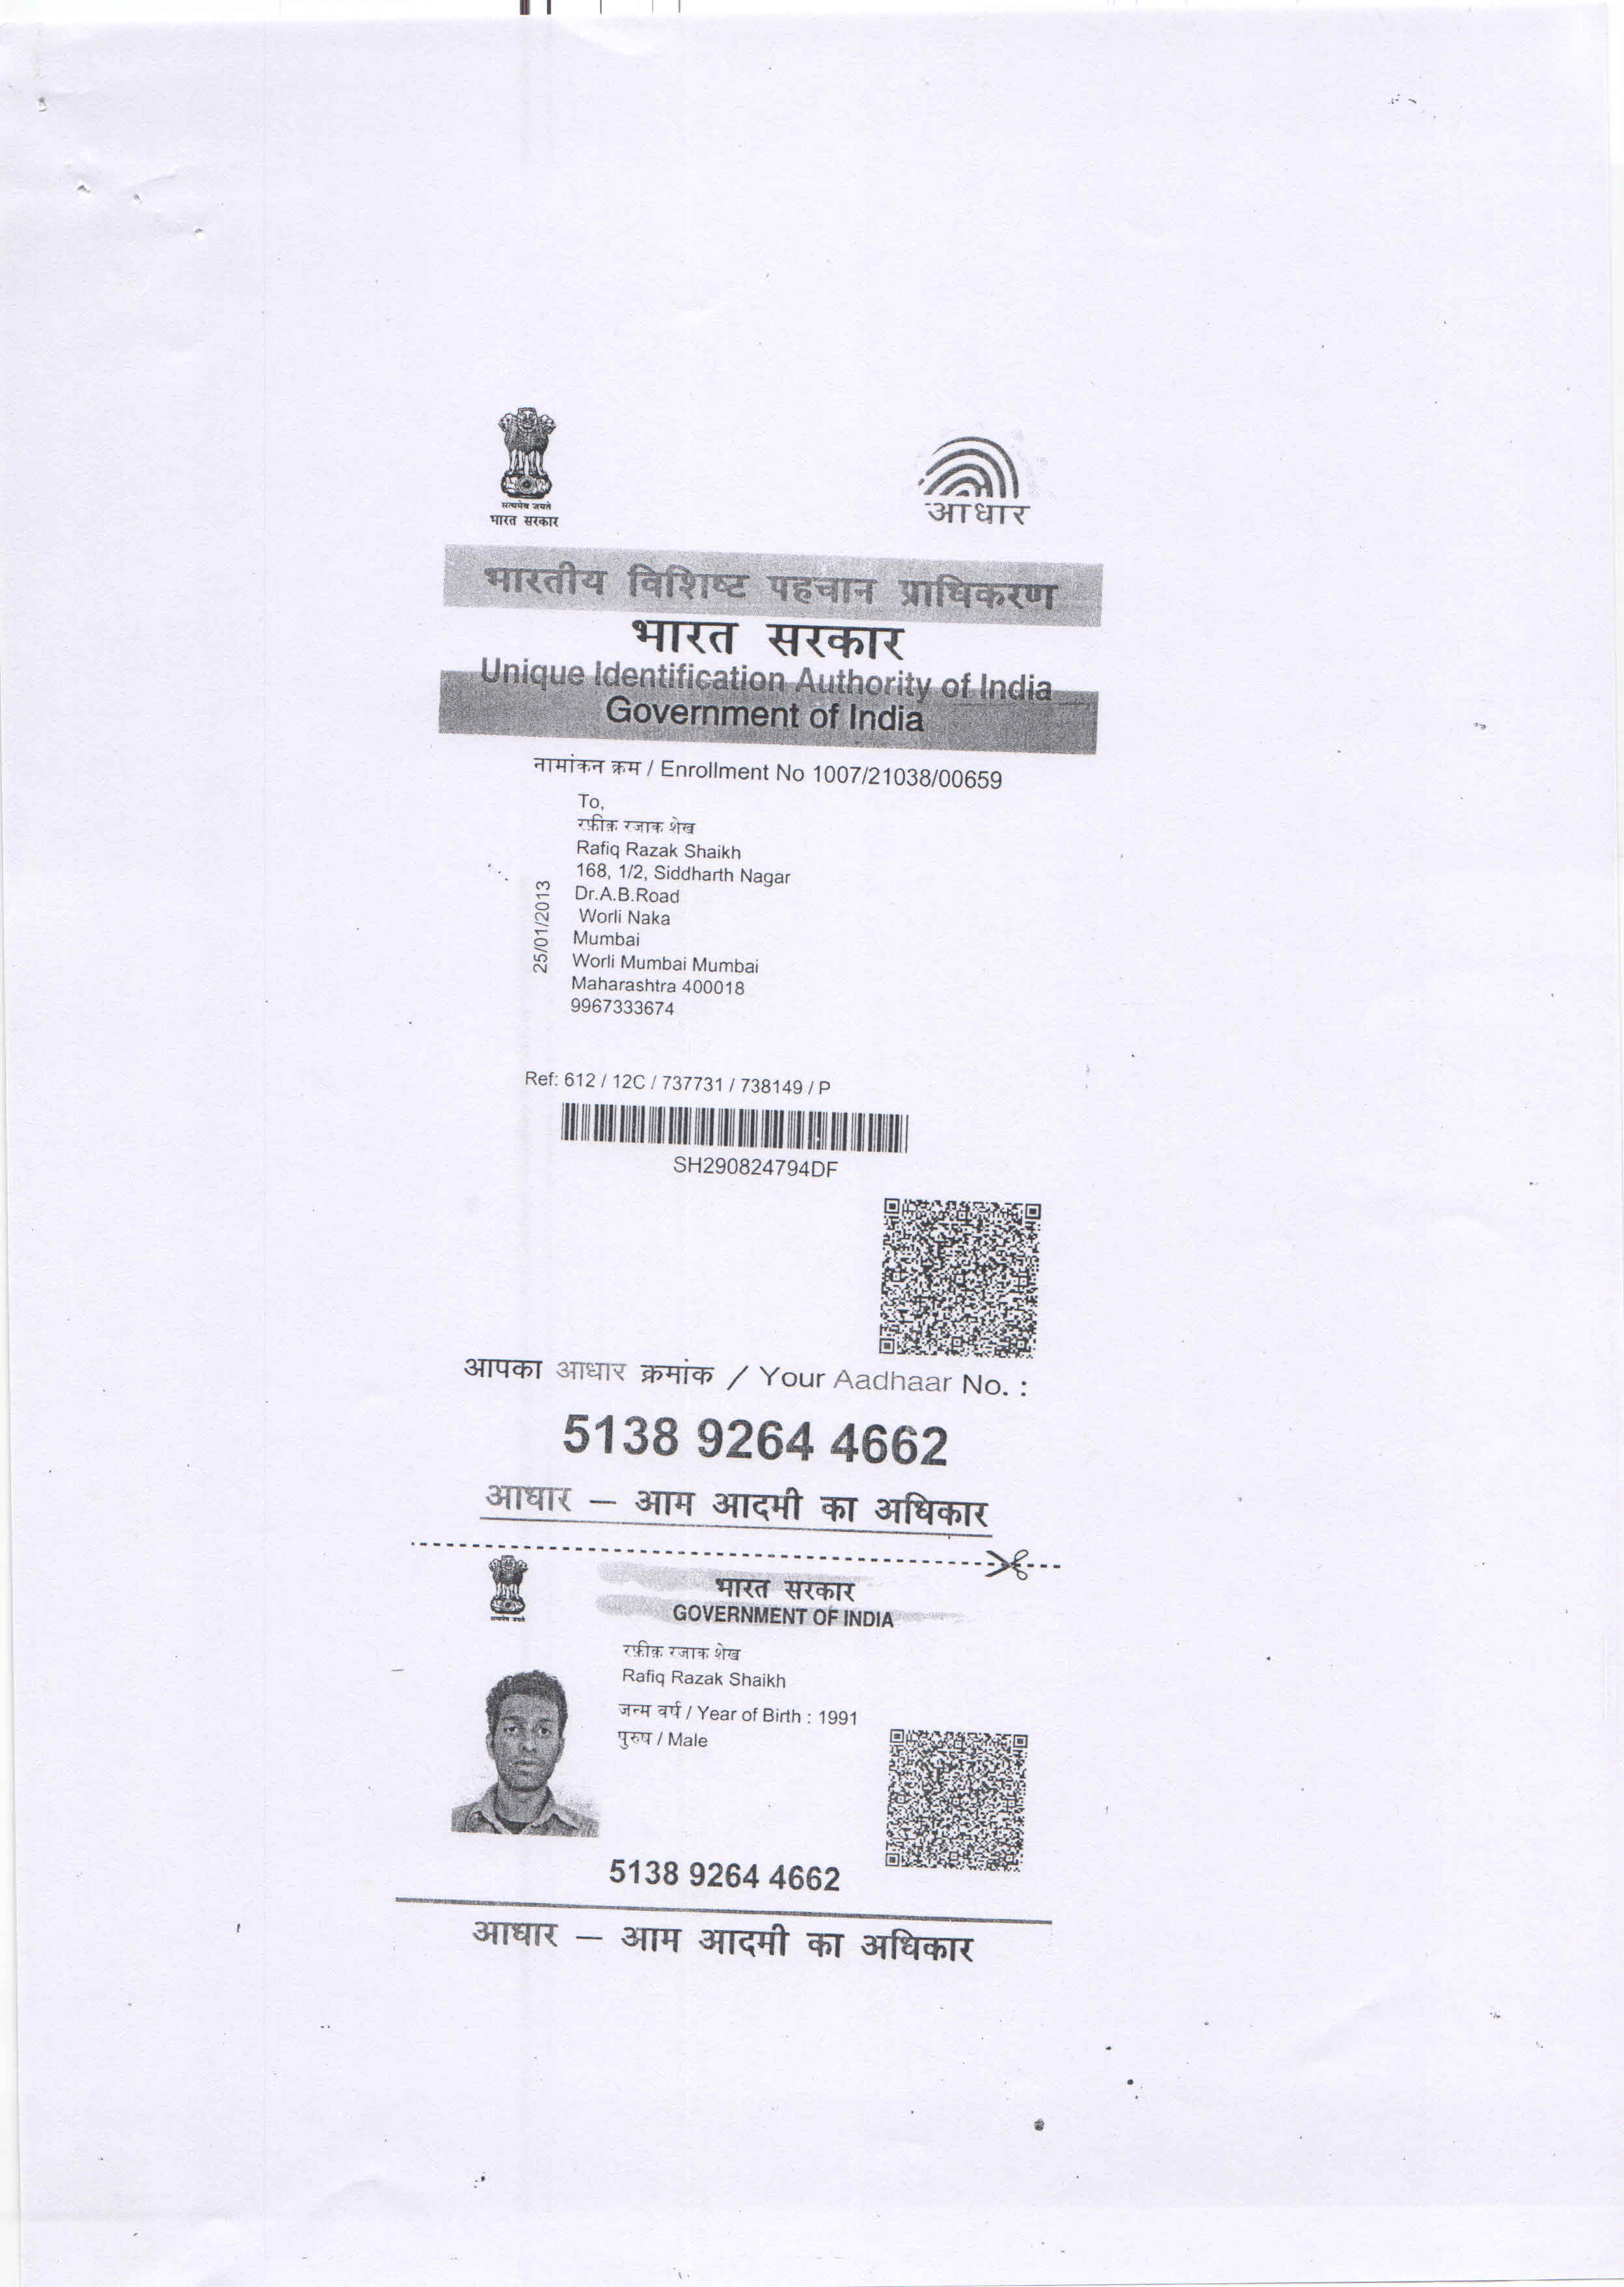 सत्यमेव जयते
भारत सरकार
आधार
भारतीय विशिष्ट पहचान प्राधिकरण
भारत सरकार
Unique Identification Authority of India
Government of India
नामांकन क्रम / Enrollment No 1007/21038/00659
To,
रफ़ीक़ रजाक शेख
Rafiq Razak Shaikh
168, 1/2, Siddharth Nagar
Dr.A.B.Road
Worli Naka
Mumbai
Worli Mumbai Mumbai
Maharashtra 400018
9967333674
25/01/2013
Ref: 612 / 12C / 737731 / 738149 / P
SH290824794DF
आपका आधार क्रमांक / Your Aadhaar No. :
5138 9264 4662
आधार – आम आदमी का अधिकार
सत्यमेव जयते
भारत सरकार
GOVERNMENT OF INDIA
रफ़ीक़ रजाक शेख
Rafiq Razak Shaikh
जन्म वर्ष / Year of Birth : 1991
पुरुष / Male
5138 9264 4662
आधार – आम आदमी का अधिकार